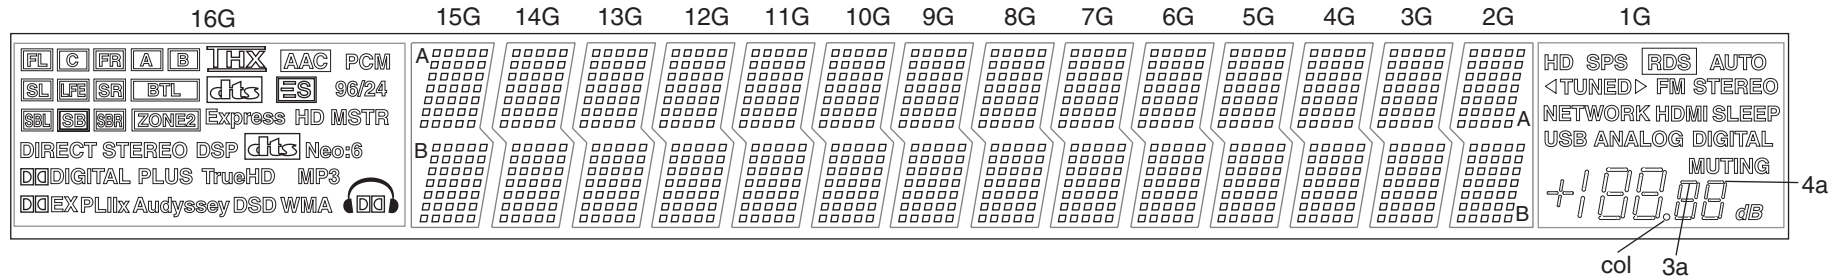 16G 15G 14G 13G 12G 11G 10G 9G 8G 7G 6G 5G 4G 3G 2G 1G
FL C FR A B THX AAC PCM
SL LFE SR BTL dts ES 96/24
SBL SB SBR ZONE2 Express HD MSTR
DIRECT STEREO DSP dts Neo:6
DIGITAL PLUS TrueHD MP3
EX PLIIx Audyssey DSD WMA
A
B
A
B
HD SPS RDS AUTO
TUNED FM STEREO
NETWORK HDMI SLEEP
USB ANALOG DIGITAL
MUTING
+188.88 dB
4a
col 3a